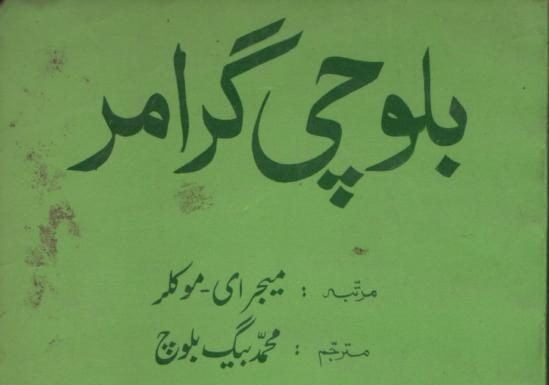 بلوچی گرامر
مرتبہ : میجر ای - موکلر
مترجم : محمد بیگ بلوچ